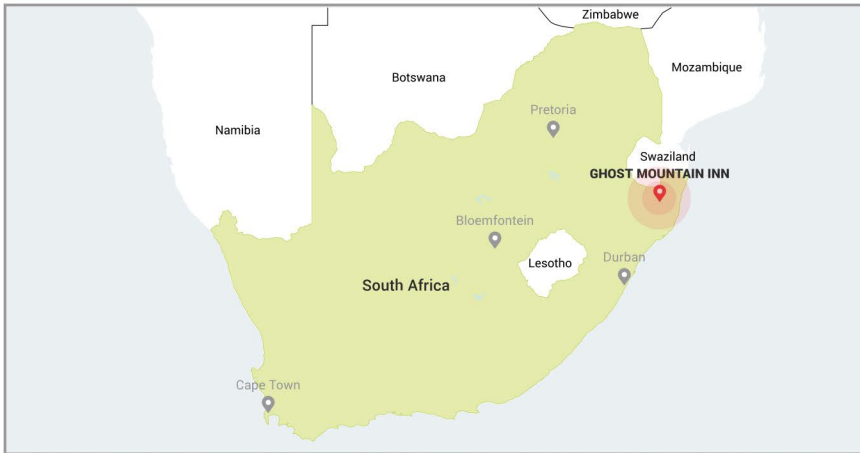 Zimbabwe
Mozambique
Botswana
Pretoria
Namibia
Swaziland
GHOST MOUNTAIN INN
Bloemfontein
Lesotho
Durban
South Africa
Cape Town